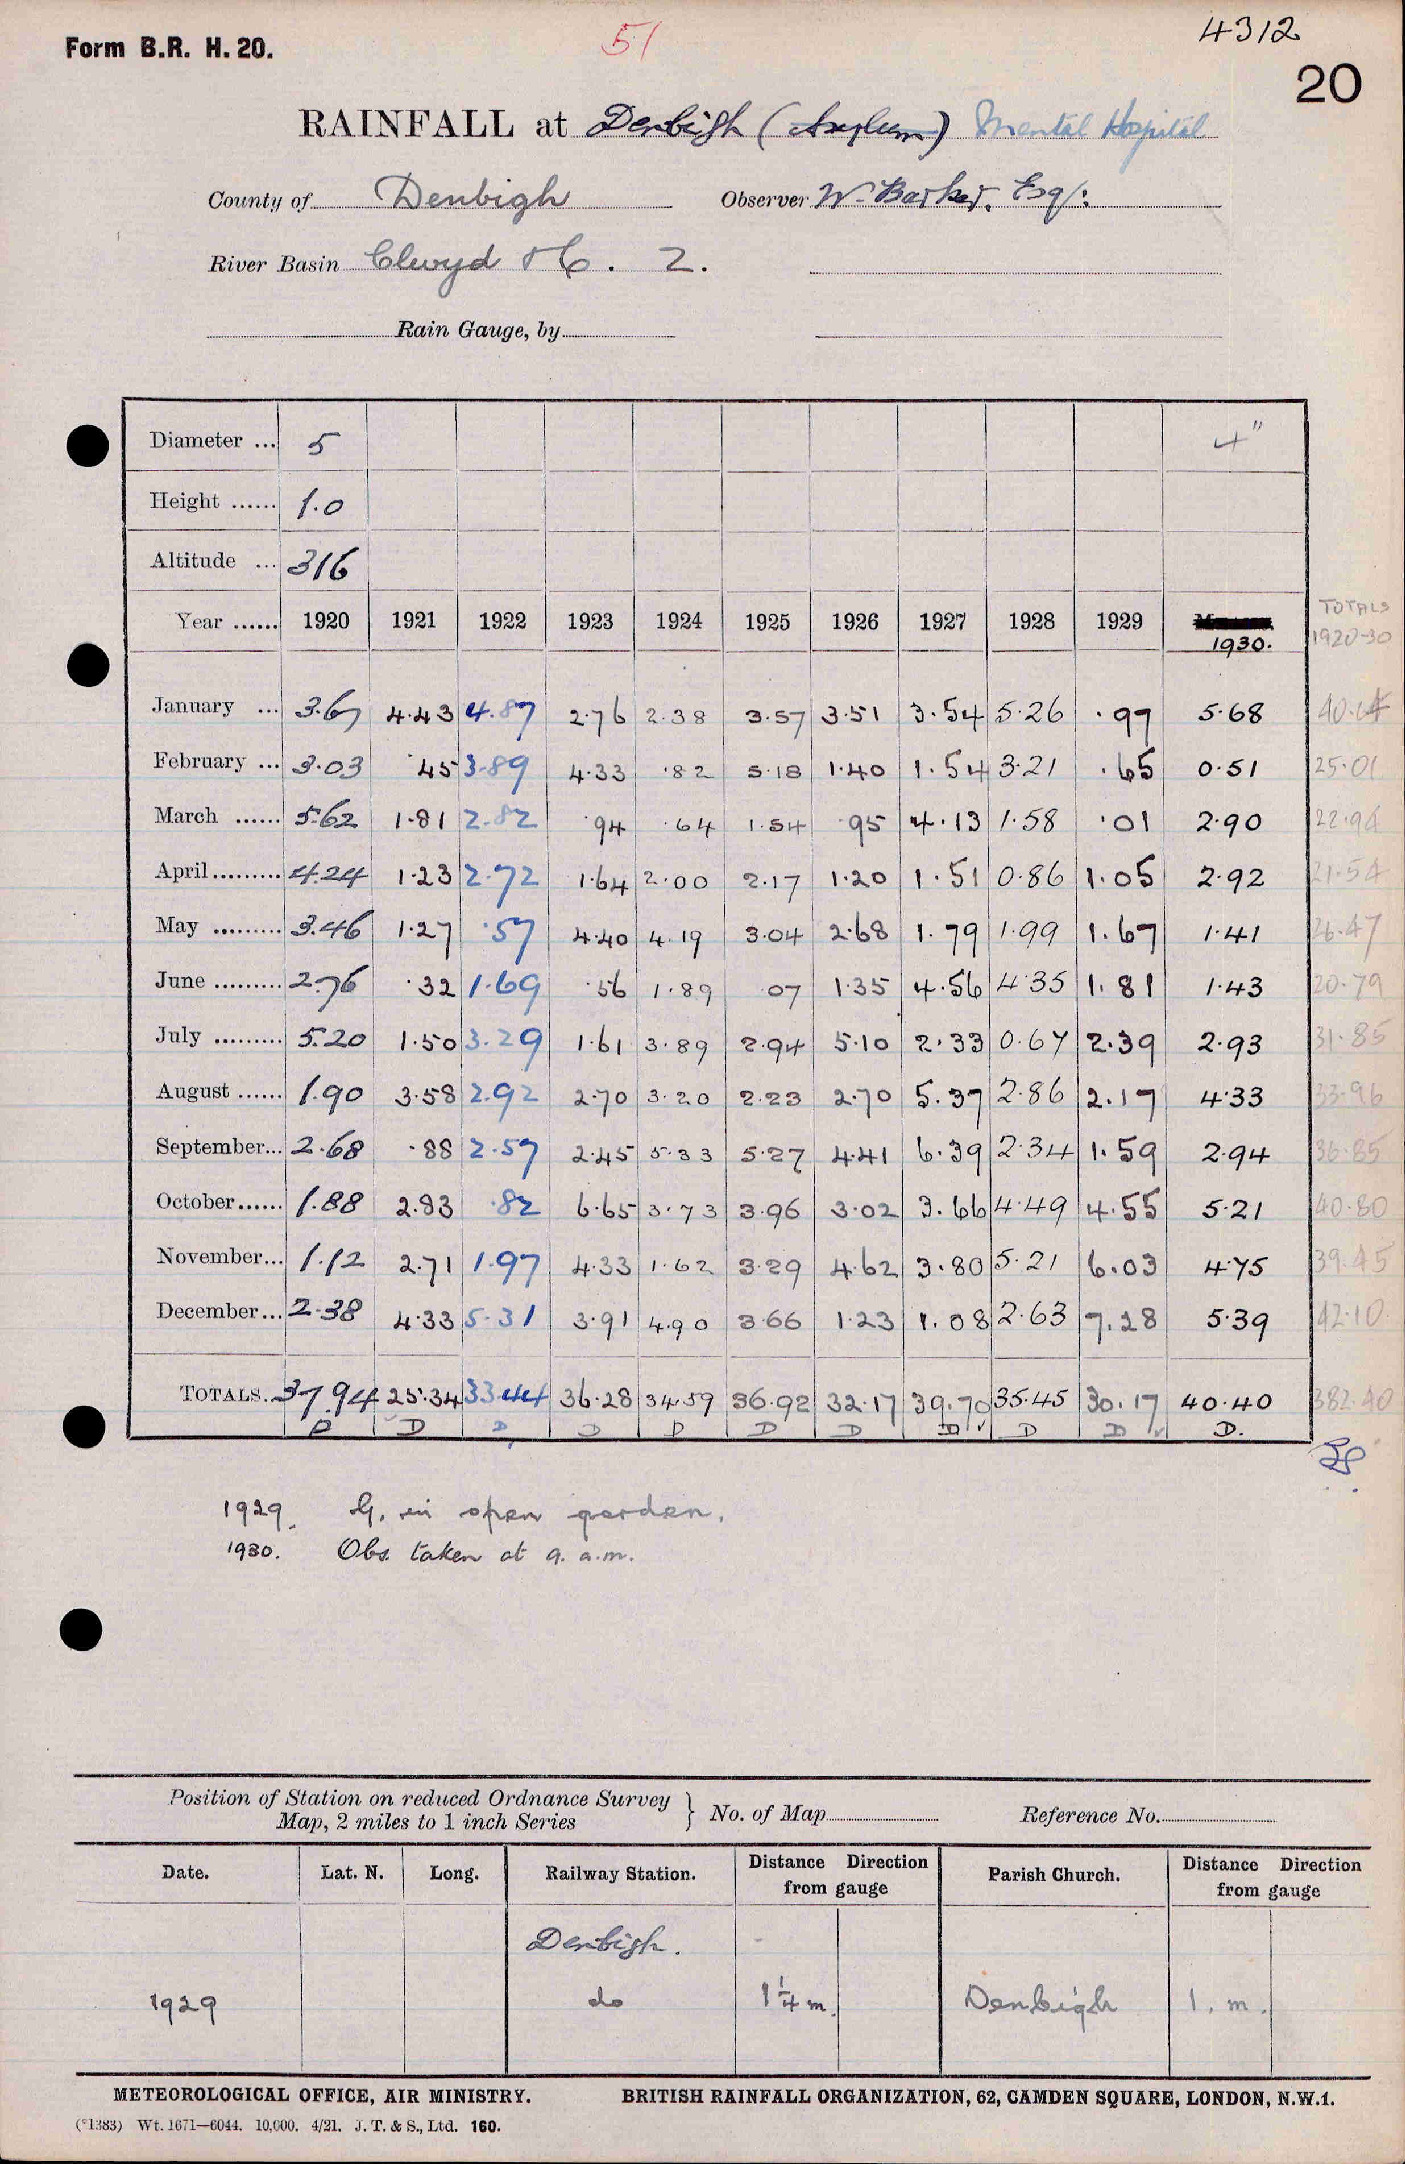 Form B.R. H. 20.
51
4312
20
RAINFALL at Denbigh (Asylum) Mental Hospital
County of Denbigh Observer W. Barker, Esq:
River Basin Clwyd &c. 2.
Rain Gauge, by
Diameter ... 5 4"
Height ...... 1.0
Altitude ... 316
Year ...... 1920 1921 1922 1923 1924 1925 1926 1927 1928 1929 1930. TOTALS 1920-30
January ... 3.67 4.43 4.87 2.76 2.38 3.57 3.51 3.54 5.26 .97 5.68 40.64
February ... 3.03 .45 3.89 4.33 .82 5.18 1.40 1.54 3.21 .65 0.51 25.01
March ...... 5.62 1.81 2.82 .94 .64 1.54 .95 4.13 1.58 .01 2.90 22.94
April......... 4.24 1.23 2.72 1.64 2.00 2.17 1.20 1.51 0.86 1.05 2.92 21.54
May ......... 3.46 1.27 .57 4.40 4.19 3.04 2.68 1.79 1.99 1.67 1.41 26.47
June ......... 2.76 .32 1.69 .56 1.89 .07 1.35 4.56 4.35 1.81 1.43 20.79
July ......... 5.20 1.50 3.29 1.61 3.89 2.94 5.10 2.33 0.67 2.39 2.93 31.85
August ...... 1.90 3.58 2.92 2.70 3.20 2.23 2.70 5.37 2.86 2.17 4.33 33.96
September... 2.68 .88 2.57 2.45 5.33 5.27 4.41 6.39 2.34 1.59 2.94 36.85
October...... 1.88 2.83 .82 6.65 3.73 3.96 3.02 3.66 4.49 4.55 5.21 40.80
November... 1.12 2.71 1.97 4.33 1.62 3.29 4.62 3.80 5.21 6.03 4.75 39.45
December... 2.38 4.33 5.31 3.91 4.90 3.66 1.23 1.08 2.63 7.28 5.39 42.10
TOTALS.. 37.94 25.34 33.44 36.28 34.59 36.92 32.17 39.70 35.45 30.17 40.40 382.40
D D D D D D D D D D D.
1929. G. in open garden.
1930. Obs. taken at 9. a.m.
Position of Station on reduced Ordnance Survey
Map, 2 miles to 1 inch Series } No. of Map Reference No.
Date. Lat. N. Long. Railway Station. Distance from gauge Direction Parish Church. Distance from gauge Direction
Denbigh.
1929 do 1¼ m. Denbigh 1. m.
METEOROLOGICAL OFFICE, AIR MINISTRY. BRITISH RAINFALL ORGANIZATION, 62, CAMDEN SQUARE, LONDON, N.W.1.
(*1383) Wt. 1671—6044. 10,000. 4/21. J. T. & S., Ltd. 160.